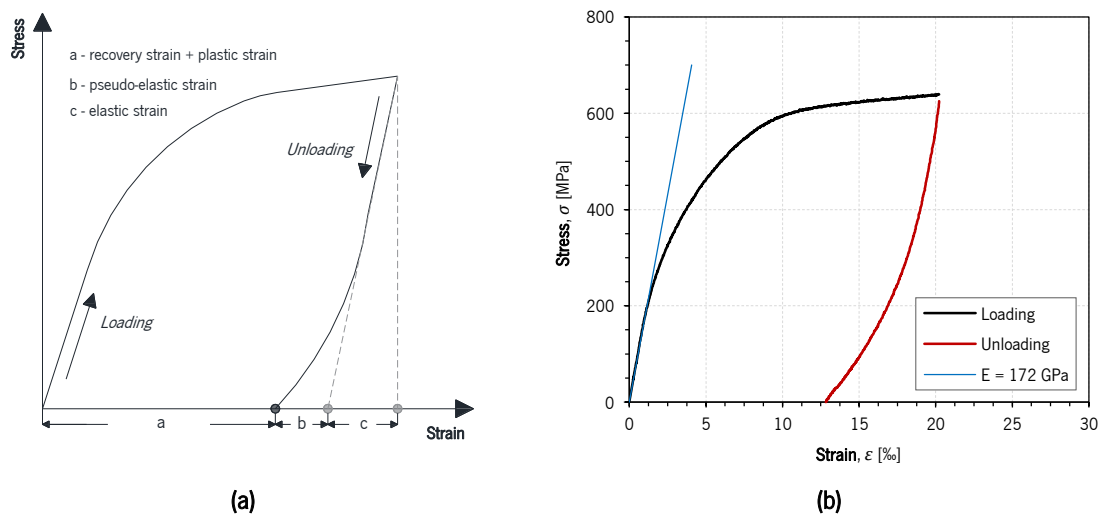 Stress
a - recovery strain + plastic strain
b - pseudo-elastic strain
c - elastic strain
Unloading
Loading
a
b
c
Strain
(a)
800
600
400
200
0
Stress, σ [MPa]
Loading
Unloading
E = 172 GPa
0 5 10 15 20 25 30
Strain, ε [‰]
(b)